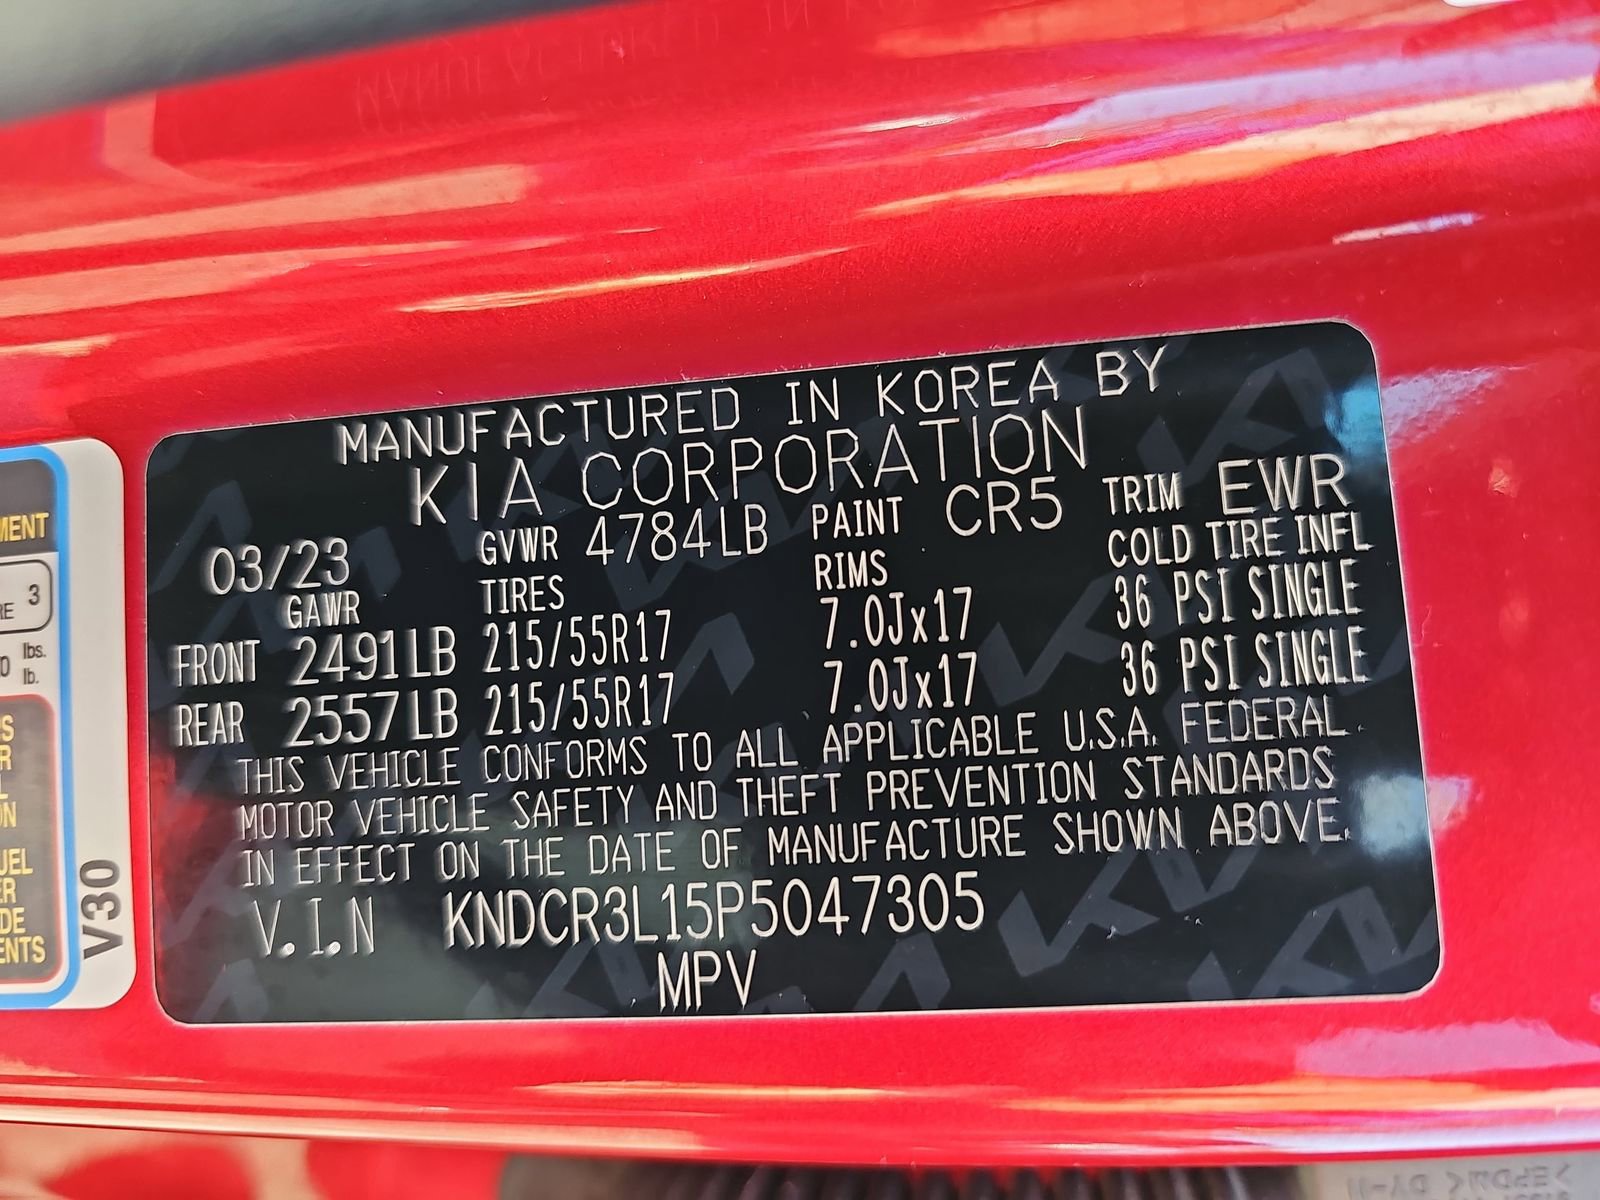 MANUFACTURED IN KOREA BY
KIA CORPORATION
03/23 GVWR 4784LB PAINT CR5 TRIM EWR
GAWR TIRES RIMS COLD TIRE INFL
FRONT 2491LB 215/55R17 7.0Jx17 36 PSI SINGLE
REAR 2557LB 215/55R17 7.0Jx17 36 PSI SINGLE
THIS VEHICLE CONFORMS TO ALL APPLICABLE U.S.A. FEDERAL
MOTOR VEHICLE SAFETY AND THEFT PREVENTION STANDARDS
IN EFFECT ON THE DATE OF MANUFACTURE SHOWN ABOVE.
V.I.N KNDCR3L15P5047305
MPV
3
lbs.
lb.
V30